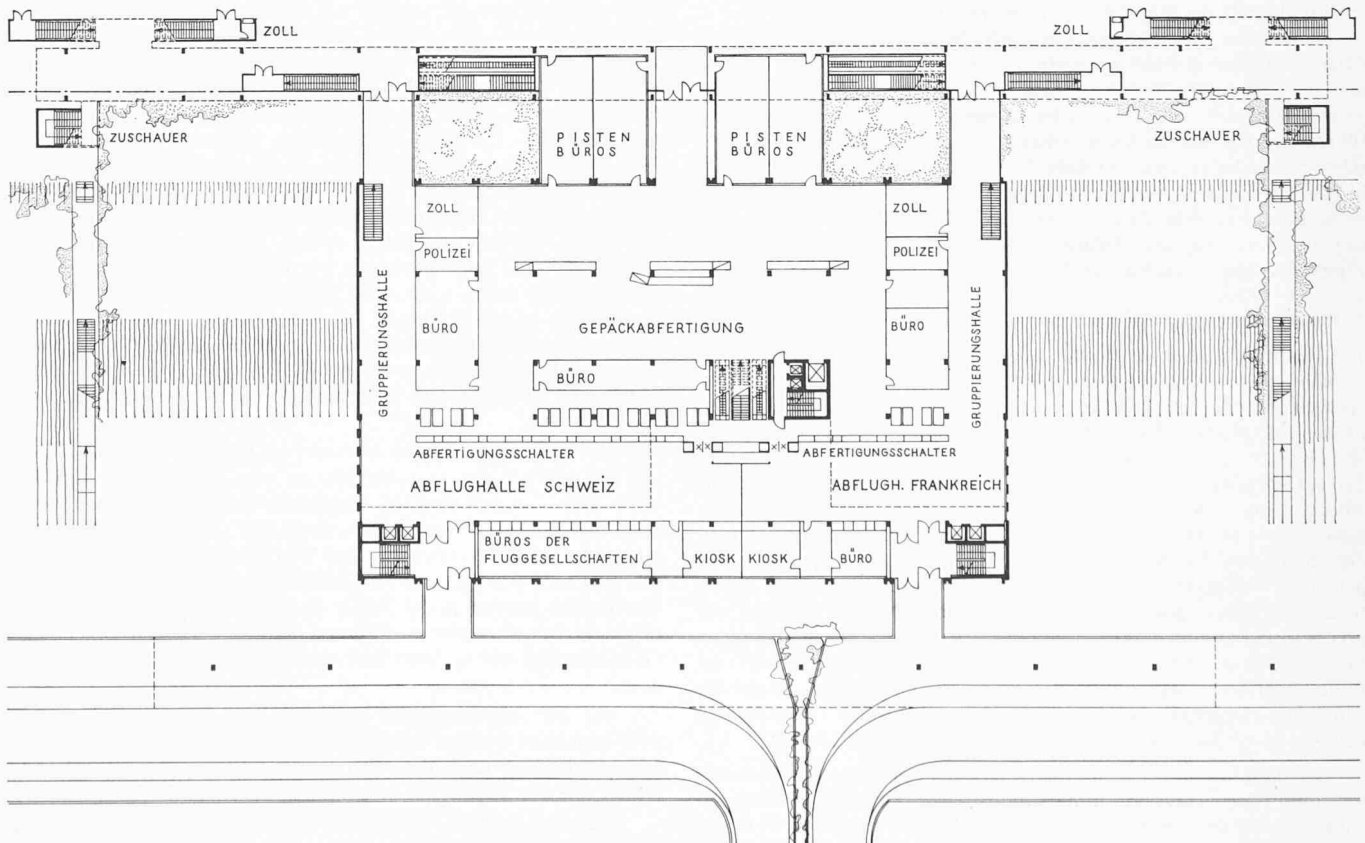 ZOLL
ZOLL
ZUSCHAUER
PISTEN
BÜROS
PISTEN
BÜROS
ZUSCHAUER
ZOLL
ZOLL
POLIZEI
POLIZEI
GRUPPIERUNGSHALLE
BÜRO
GEPÄCKABFERTIGUNG
BÜRO
GRUPPIERUNGSHALLE
BÜRO
ABFERTIGUNGSSCHALTER
ABFERTIGUNGSSCHALTER
ABFLUGHALLE SCHWEIZ
ABFLUGH. FRANKREICH
BÜROS DER
FLUGGESELLSCHAFTEN
KIOSK
KIOSK
BÜRO